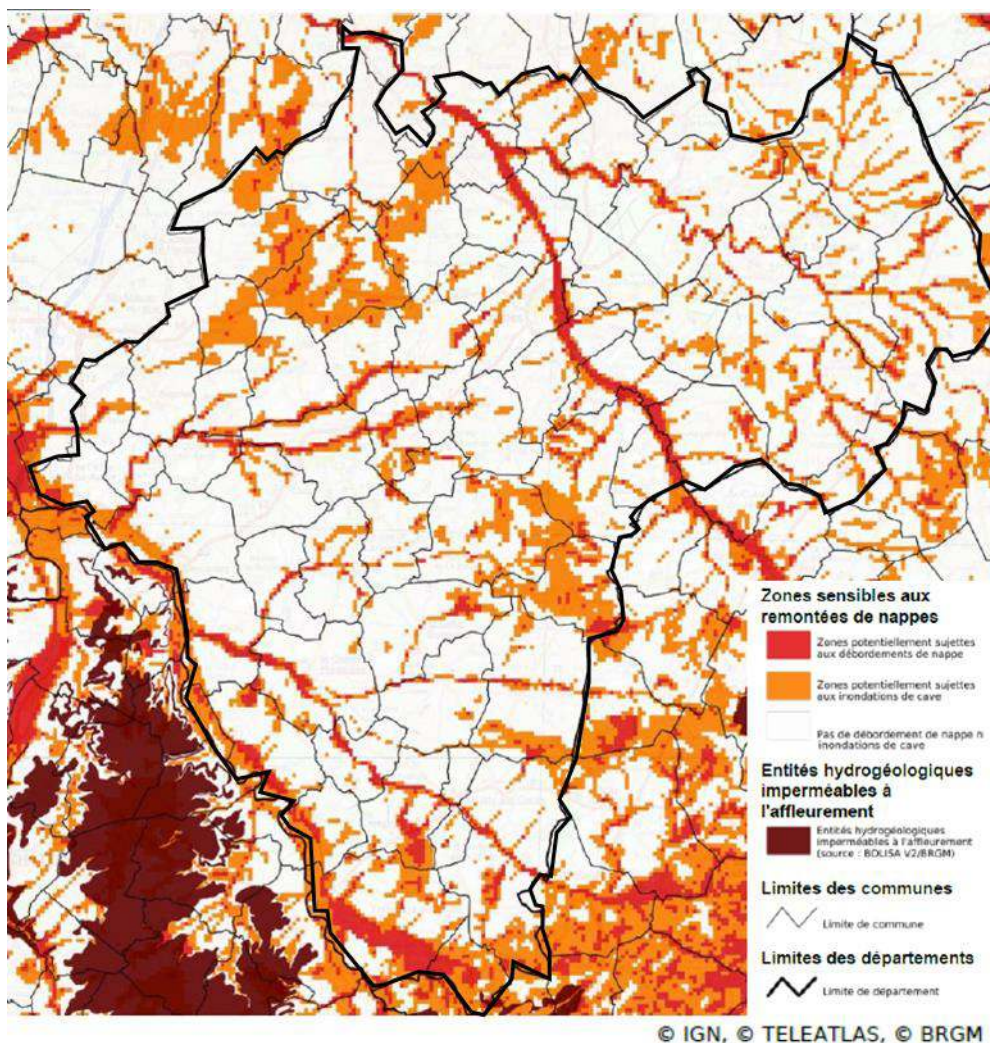 Zones sensibles aux
remontées de nappes
Zones potentiellement sujettes
aux débordements de nappe
Zones potentiellement sujettes
aux inondations de cave
Pas de débordement de nappe n
inondations de cave
Entités hydrogéologiques
imperméables à
l'affleurement
Entités hydrogéologiques
imperméables à l'affleurement
(source : BDLISA V2/BRGM)
Limites des communes
Limite de commune
Limites des départements
Limite de département
© IGN, © TELEATLAS, © BRGM